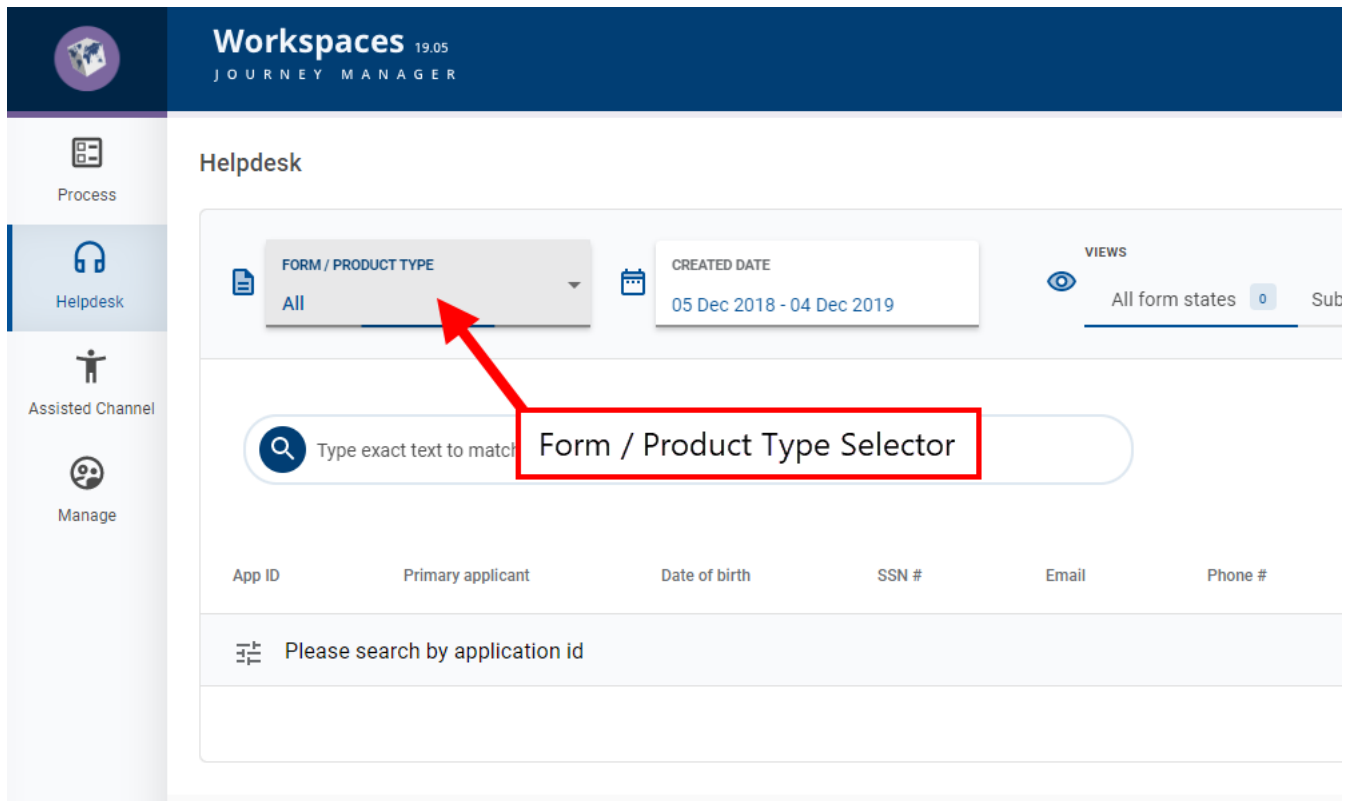 Workspaces 19.05
JOURNEY MANAGER
Process
Helpdesk
Assisted Channel
Manage
Helpdesk
FORM / PRODUCT TYPE
All
CREATED DATE
05 Dec 2018 - 04 Dec 2019
VIEWS
All form states 0 Sub
Type exact text to match
Form / Product Type Selector
App ID Primary applicant Date of birth SSN # Email Phone #
Please search by application id